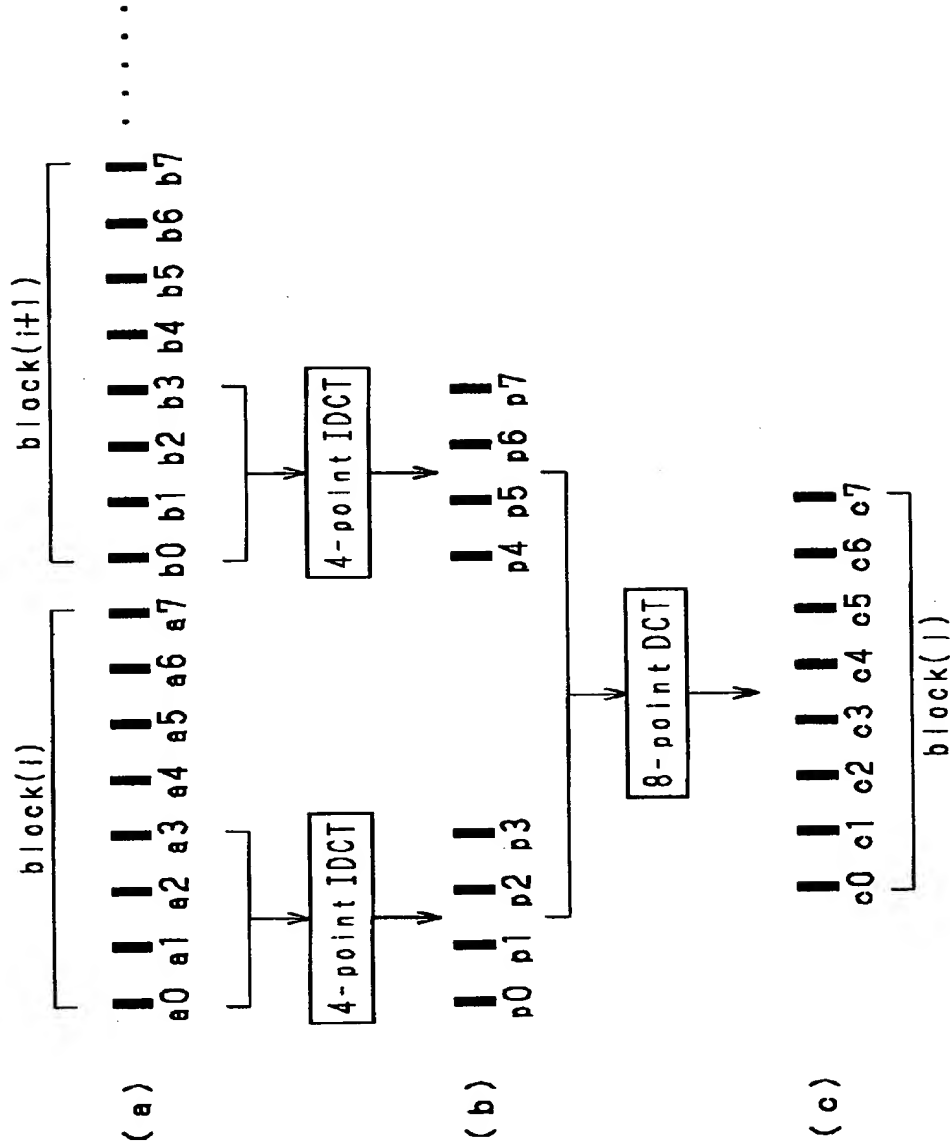 block(i) block(i+1)
(a) a0 a1 a2 a3 a4 a5 a6 a7 b0 b1 b2 b3 b4 b5 b6 b7 . . . . .
4-point IDCT 4-point IDCT
(b) p0 p1 p2 p3 p4 p5 p6 p7
8-point DCT
(c) c0 c1 c2 c3 c4 c5 c6 c7
block(j)